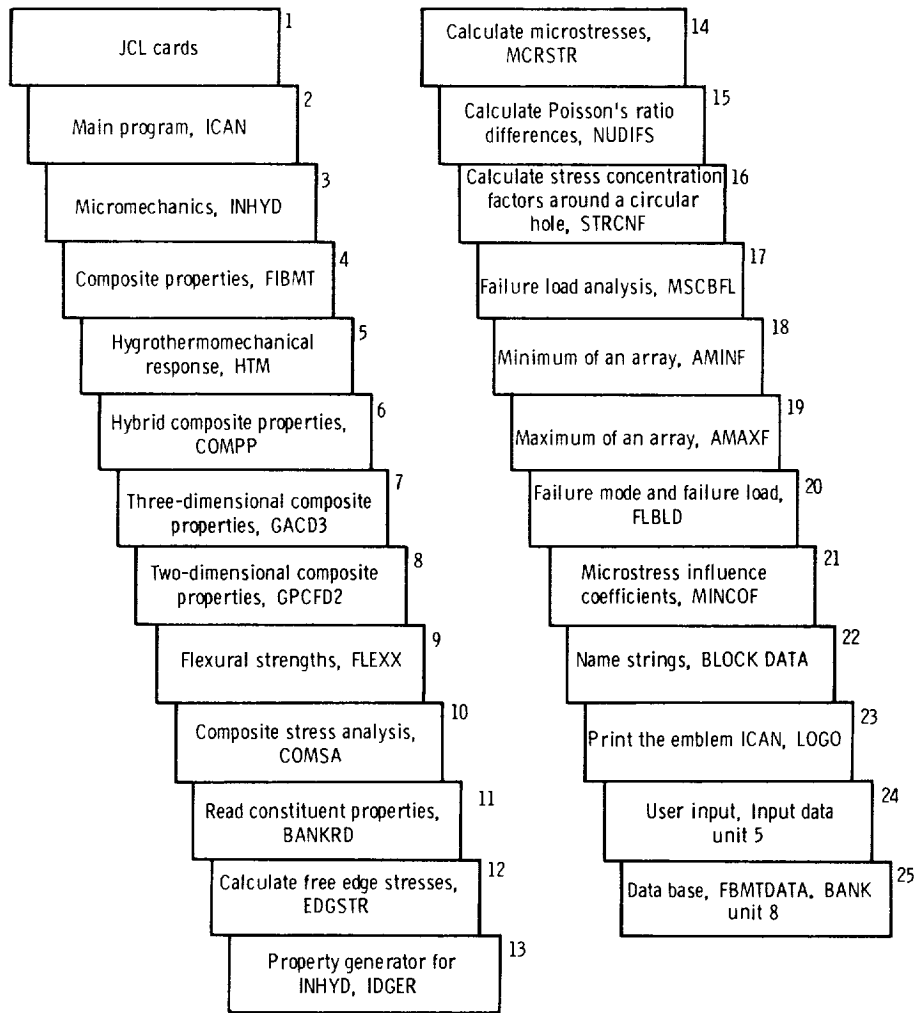 1
JCL cards
2
Main program, ICAN
3
Micromechanics, INHYD
4
Composite properties, FIBMT
5
Hygrothermomechanical
response, HTM
6
Hybrid composite properties,
COMPP
7
Three-dimensional composite
properties, GACD3
8
Two-dimensional composite
properties, GPCFD2
9
Flexural strengths, FLEXX
10
Composite stress analysis,
COMSA
11
Read constituent properties,
BANKRD
12
Calculate free edge stresses,
EDGSTR
13
Property generator for
INHYD, IDGER
14
Calculate microstresses,
MCRSTR
15
Calculate Poisson's ratio
differences, NUDIFS
16
Calculate stress concentration
factors around a circular
hole, STRCNF
17
Failure load analysis, MSCBFL
18
Minimum of an array, AMINF
19
Maximum of an array, AMAXF
20
Failure mode and failure load,
FLBLD
21
Microstress influence
coefficients, MINCOF
22
Name strings, BLOCK DATA
23
Print the emblem ICAN, LOGO
24
User input, Input data
unit 5
25
Data base, FBMTDATA, BANK
unit 8